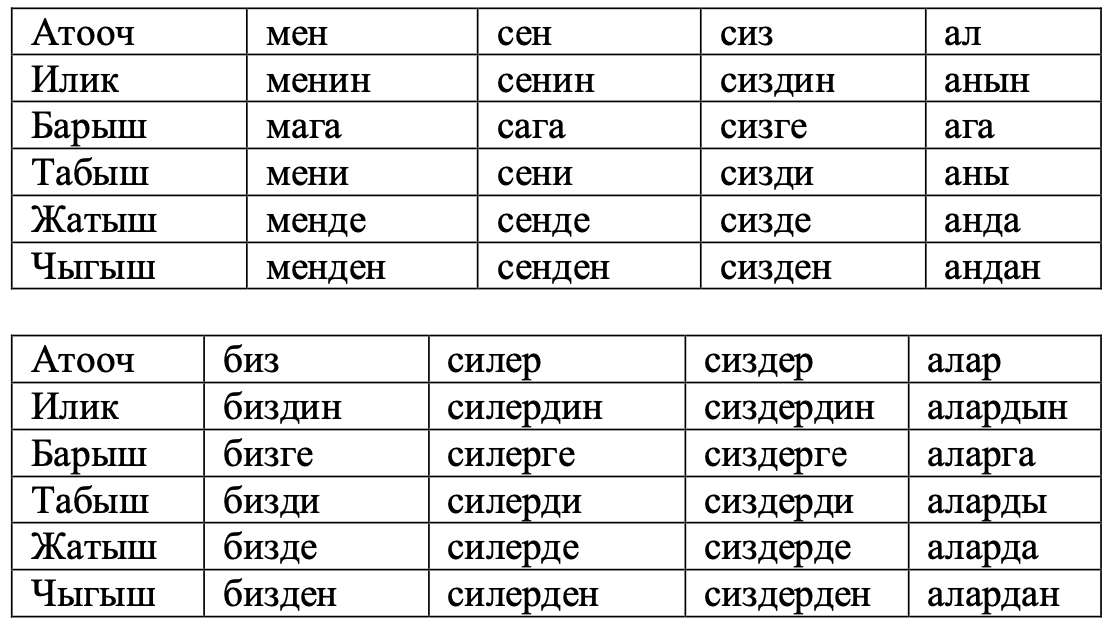 Атооч мен сен сиз ал
Илик менин сенин сиздин анын
Барыш мага сага сизге ага
Табыш мени сени сизди аны
Жатыш менде сенде сизде анда
Чыгыш менден сенден сизден андан
Атооч биз силер сиздер алар
Илик биздин силердин сиздердин алардын
Барыш бизге силерге сиздерге аларга
Табыш бизди силерди сиздерди аларды
Жатыш бизде силерде сиздерде аларда
Чыгыш бизден силерден сиздерден алардан